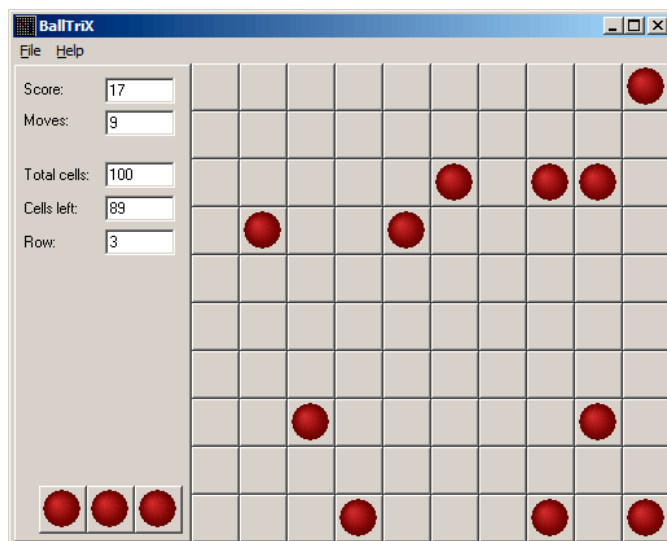 BallTriX
File Help
Score: 17
Moves: 9
Total cells: 100
Cells left: 89
Row: 3